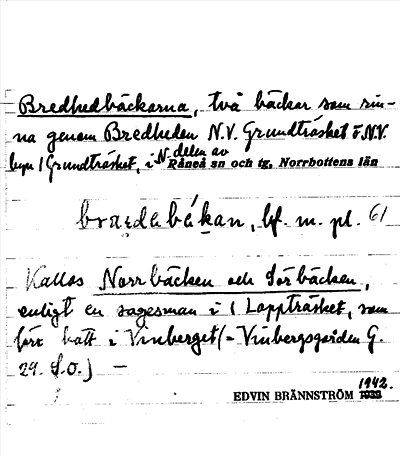 Bredhedbäckarna, två bäckar som rin-
na genom Bredheden N.V. Grundträsket o N.V.
byn / Grundträsket, i N. delen av
Råneå sn och tg, Norrbottens län
bf. m. pl. 61
Kallas Norrbäcken och Sörbäcken,
enligt en sagesman i / Lappträsket, som
förr bott i Vinberget (= Vinbergsgården G.
29. S.O.) —
1942.
EDVIN BRÄNNSTRÖM 1939